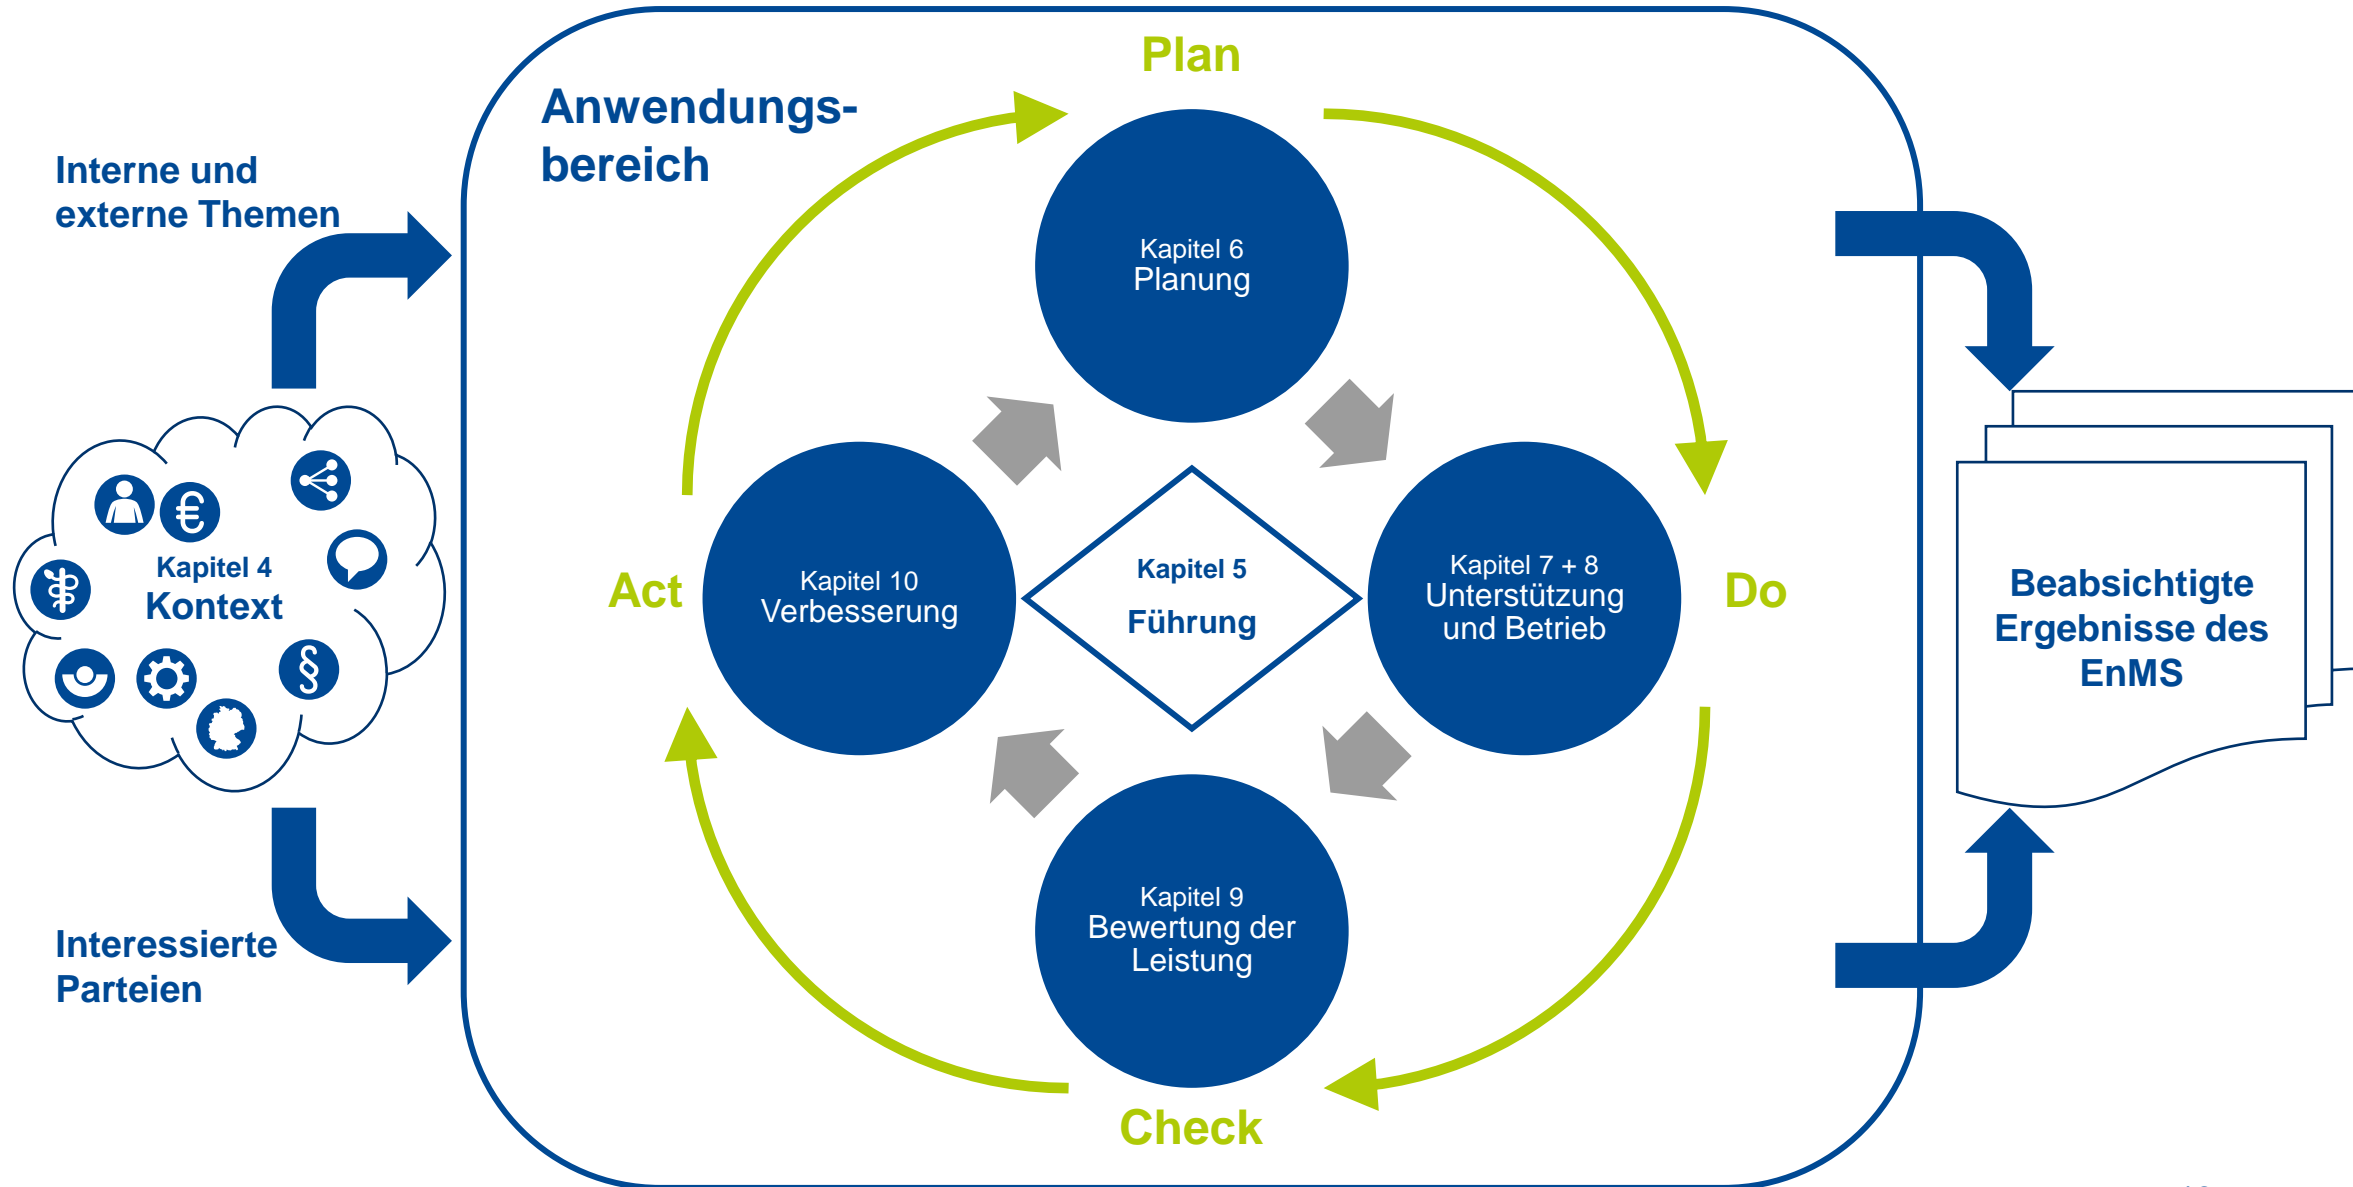 Plan
Anwendungs-
bereich
Interne und
externe Themen
Kapitel 6
Planung
Kapitel 4
Kontext
Act
Kapitel 10
Verbesserung
Kapitel 5
Führung
Kapitel 7 + 8
Unterstützung
und Betrieb
Do
Beabsichtigte
Ergebnisse des
EnMS
Interessierte
Parteien
Kapitel 9
Bewertung der
Leistung
Check